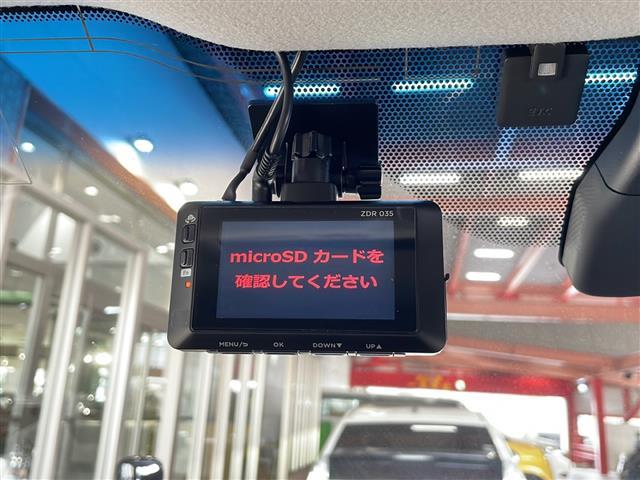 ETC
ZDR 035
microSD カードを
確認してください
MENU/⮌ OK DOWN▼ UP▲